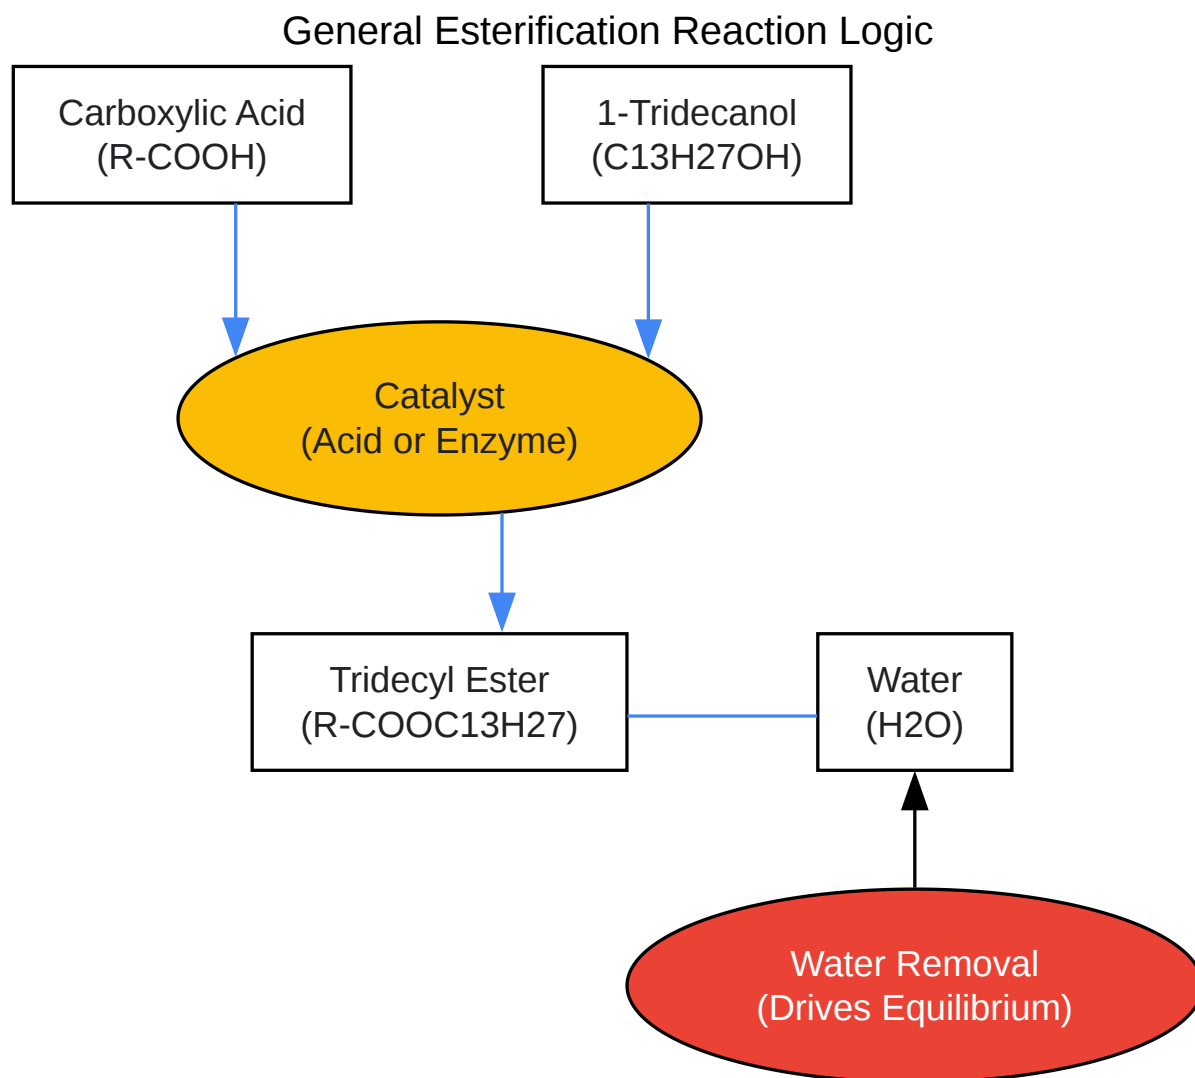 General Esterification Reaction Logic
Carboxylic Acid
(R-COOH)
1-Tridecanol
(C13H27OH)
Catalyst
(Acid or Enzyme)
Tridecyl Ester
(R-COOC13H27)
Water
(H2O)
Water Removal
(Drives Equilibrium)